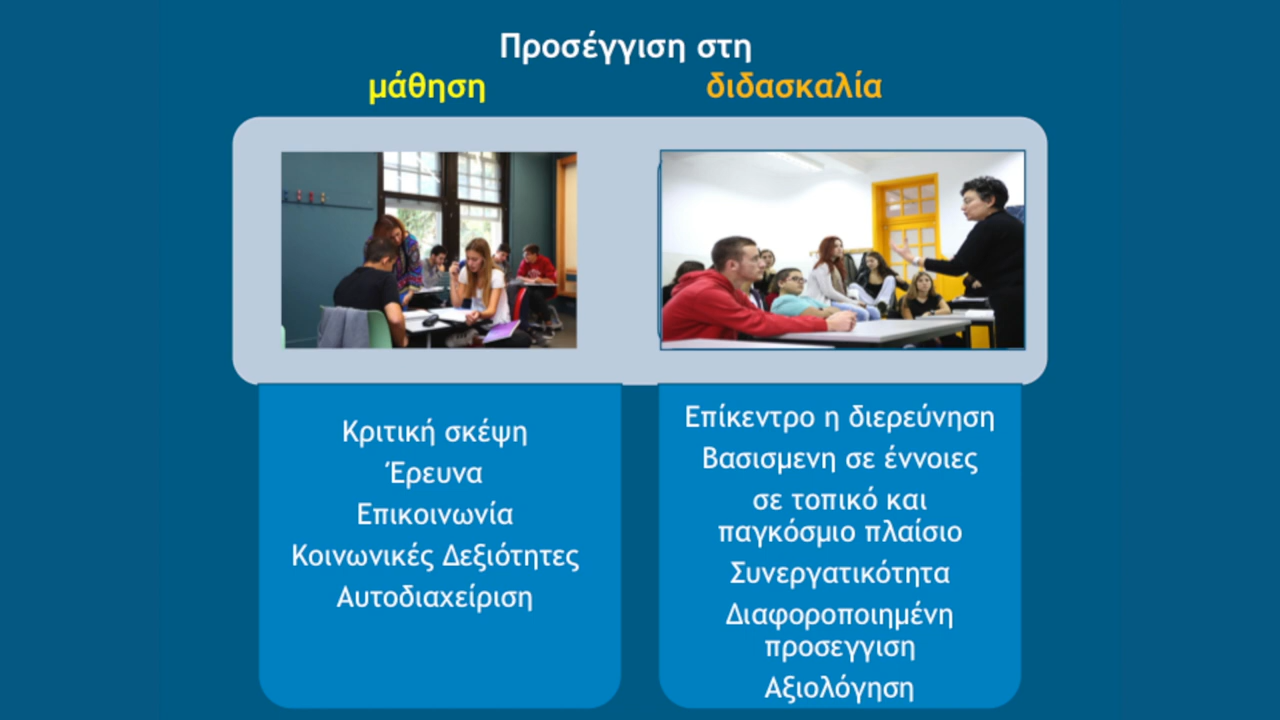 Προσέγγιση στη
μάθηση διδασκαλία
Κριτική σκέψη
Έρευνα
Επικοινωνία
Κοινωνικές Δεξιότητες
Αυτοδιαχείριση
Επίκεντρο η διερεύνηση
Βασισμενη σε έννοιες
σε τοπικό και
παγκόσμιο πλαίσιο
Συνεργατικότητα
Διαφοροποιημένη
προσεγγιση
Αξιολόγηση